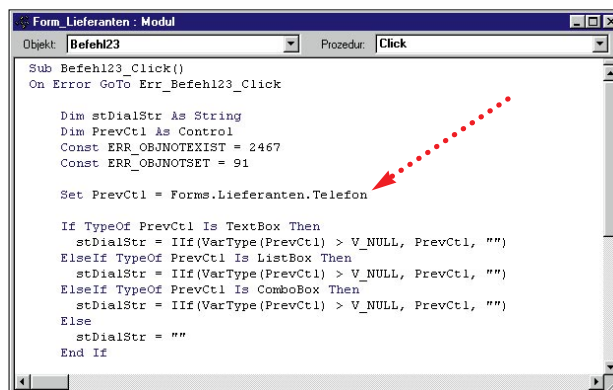 Form_Lieferanten : Modul
Objekt: Befehl23 Prozedur: Click
Sub Befehl23_Click()
On Error GoTo Err_Befehl23_Click
Dim stDialStr As String
Dim PrevCtl As Control
Const ERR_OBJNOTEXIST = 2467
Const ERR_OBJNOTSET = 91
Set PrevCtl = Forms.Lieferanten.Telefon
If TypeOf PrevCtl Is TextBox Then
stDialStr = IIf(VarType(PrevCtl) > V_NULL, PrevCtl, "")
ElseIf TypeOf PrevCtl Is ListBox Then
stDialStr = IIf(VarType(PrevCtl) > V_NULL, PrevCtl, "")
ElseIf TypeOf PrevCtl Is ComboBox Then
stDialStr = IIf(VarType(PrevCtl) > V_NULL, PrevCtl, "")
Else
stDialStr = ""
End If